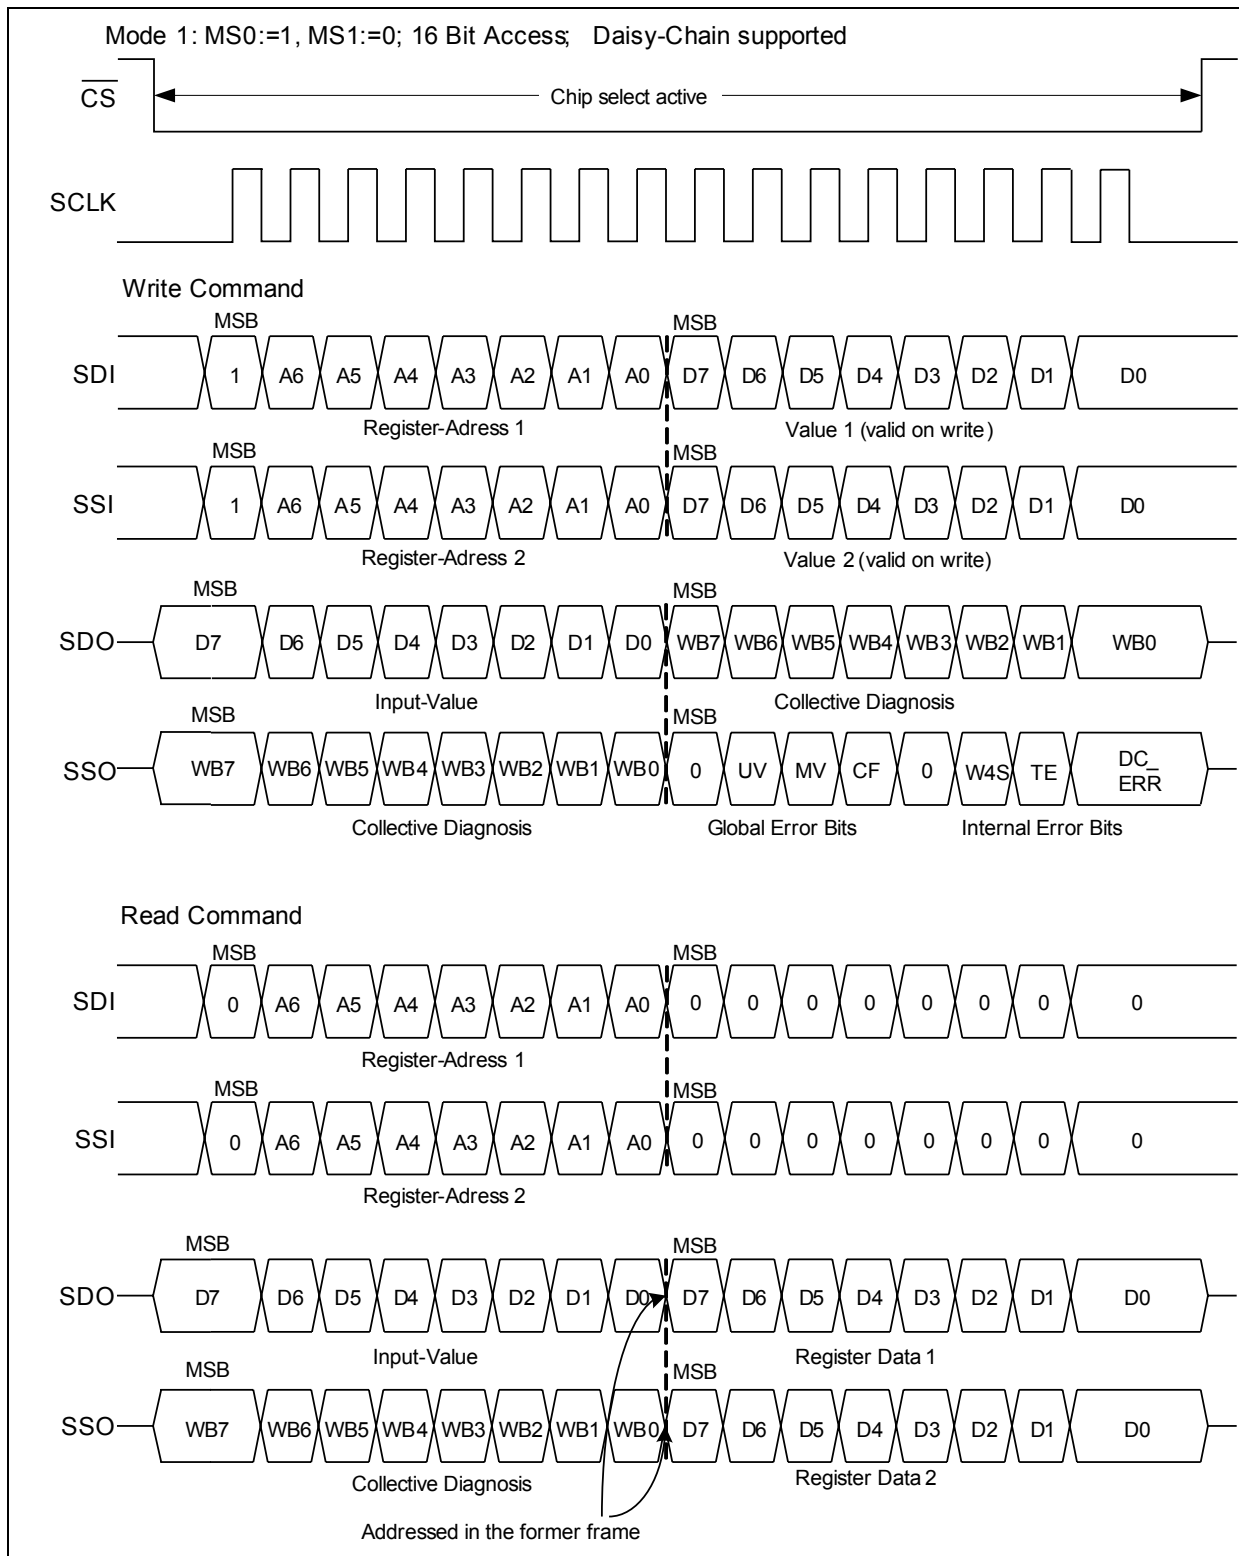 Mode 1: MS0:=1, MS1:=0; 16 Bit Access; Daisy-Chain supported
CS
Chip select active
SCLK
Write Command
MSB MSB
SDI 1 A6 A5 A4 A3 A2 A1 A0 D7 D6 D5 D4 D3 D2 D1 D0
Register-Adress 1 Value 1 (valid on write)
MSB MSB
SSI 1 A6 A5 A4 A3 A2 A1 A0 D7 D6 D5 D4 D3 D2 D1 D0
Register-Adress 2 Value 2 (valid on write)
MSB MSB
SDO D7 D6 D5 D4 D3 D2 D1 D0 WB7 WB6 WB5 WB4 WB3 WB2 WB1 WB0
Input-Value Collective Diagnosis
MSB MSB
SSO WB7 WB6 WB5 WB4 WB3 WB2 WB1 WB0 0 UV MV CF 0 W4S TE DC_
ERR
Collective Diagnosis Global Error Bits Internal Error Bits
Read Command
MSB MSB
SDI 0 A6 A5 A4 A3 A2 A1 A0 0 0 0 0 0 0 0 0
Register-Adress 1
MSB MSB
SSI 0 A6 A5 A4 A3 A2 A1 A0 0 0 0 0 0 0 0 0
Register-Adress 2
MSB MSB
SDO D7 D6 D5 D4 D3 D2 D1 D0 D7 D6 D5 D4 D3 D2 D1 D0
Input-Value Register Data 1
MSB MSB
SSO WB7 WB6 WB5 WB4 WB3 WB2 WB1 WB0 D7 D6 D5 D4 D3 D2 D1 D0
Collective Diagnosis Register Data 2
Addressed in the former frame